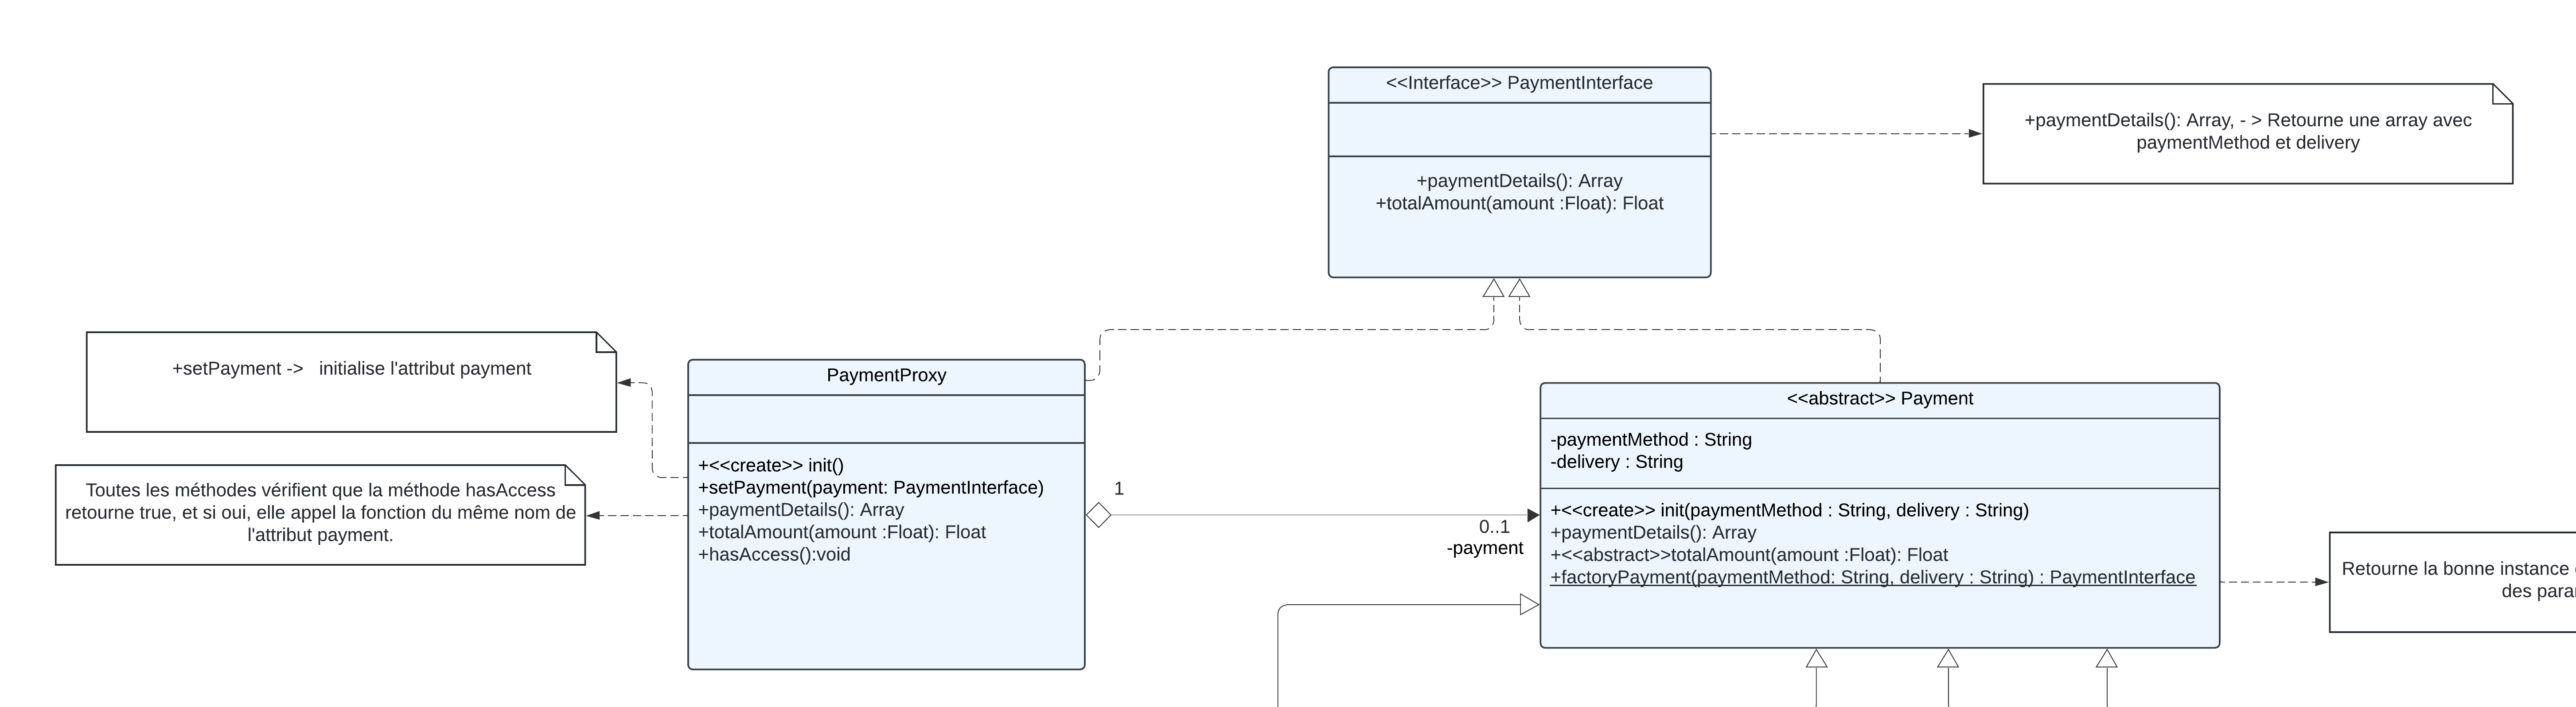 <<Interface>> PaymentInterface
+paymentDetails(): Array
+totalAmount(amount :Float): Float
+paymentDetails(): Array, - > Retourne une array avec
paymentMethod et delivery
+setPayment ->   initialise l'attribut payment
Toutes les méthodes vérifient que la méthode hasAccess
retourne true, et si oui, elle appel la fonction du même nom de
l'attribut payment.
PaymentProxy
+<<create>> init()
+setPayment(payment: PaymentInterface)
+paymentDetails(): Array
+totalAmount(amount :Float): Float
+hasAccess():void
1
0..1
-payment
<<abstract>> Payment
-paymentMethod : String
-delivery : String
+<<create>> init(paymentMethod : String, delivery : String)
+paymentDetails(): Array
+<<abstract>>totalAmount(amount :Float): Float
+factoryPayment(paymentMethod: String, delivery : String) : PaymentInterface
Retourne la bonne instance
des